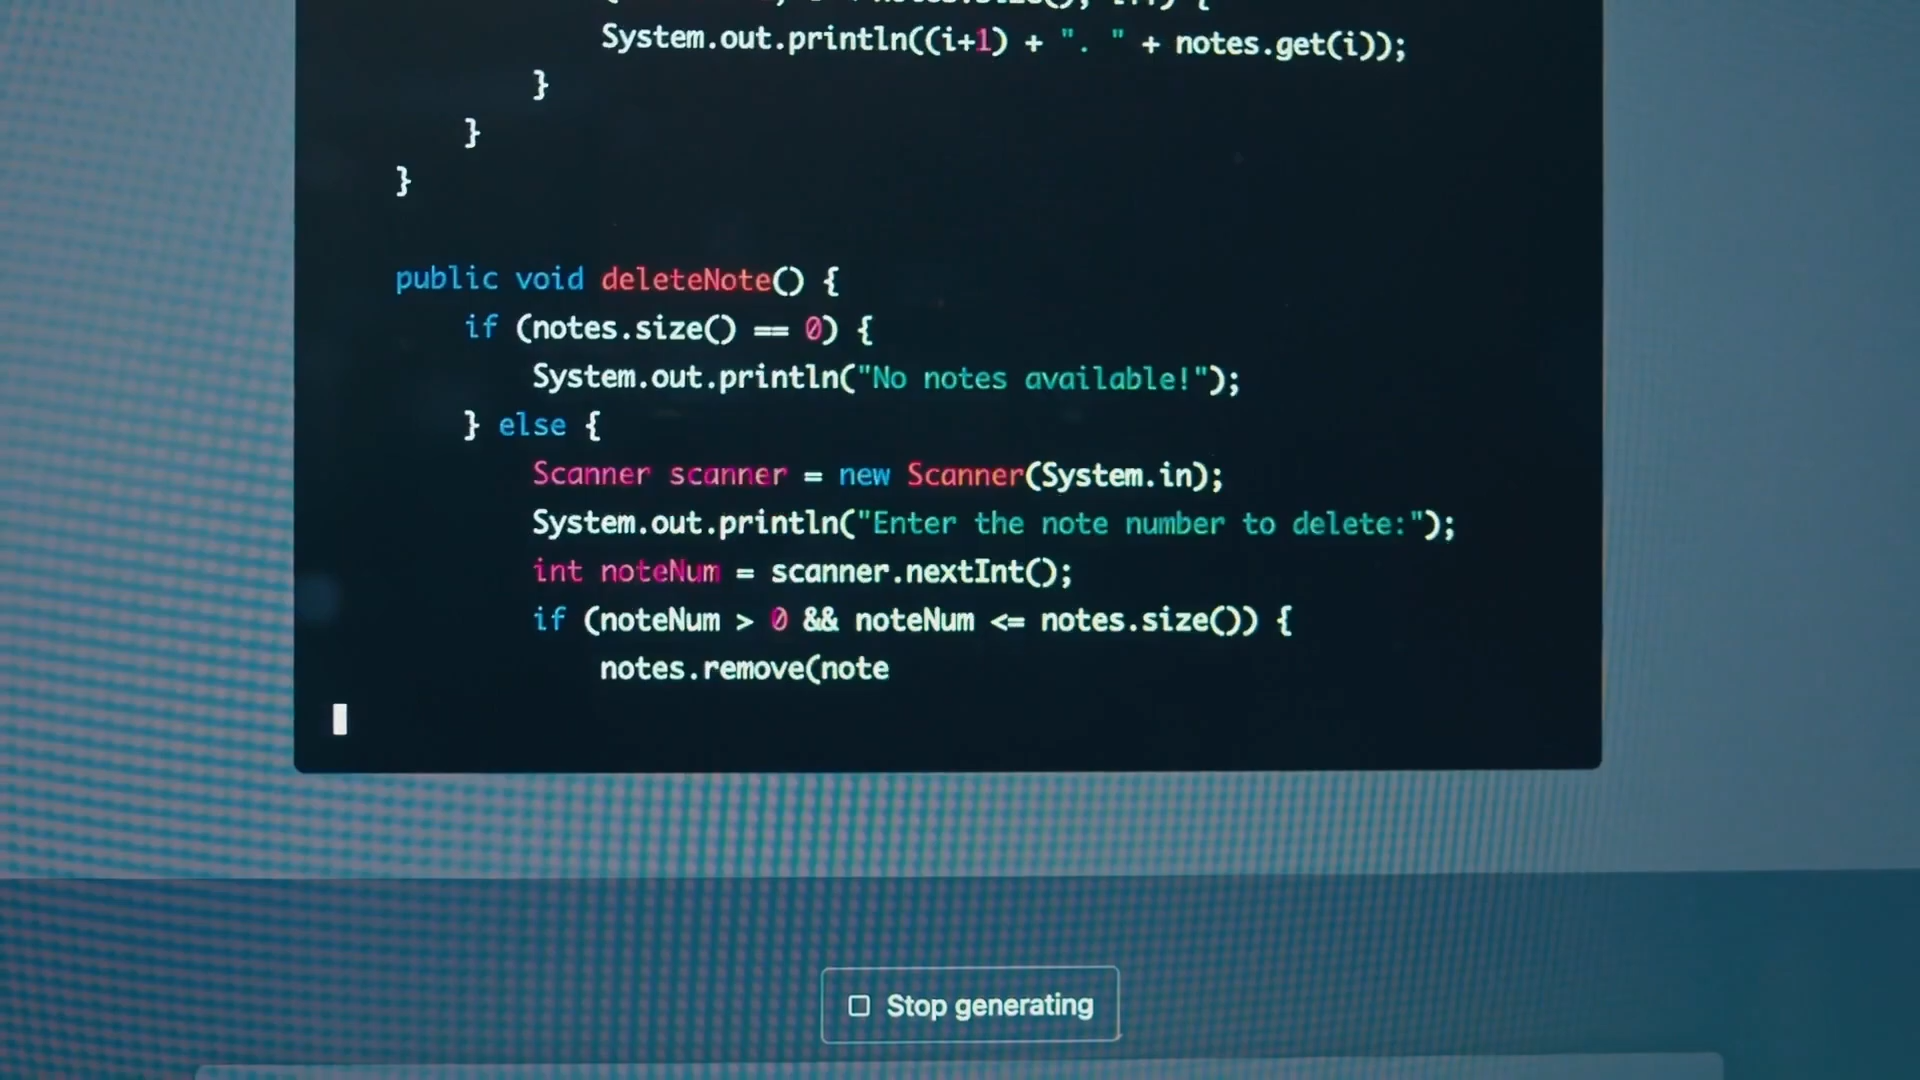 System.out.println((i+1) + ". " + notes.get(i));
}
}
}
public void deleteNote() {
if (notes.size() == 0) {
System.out.println("No notes available!");
} else {
Scanner scanner = new Scanner(System.in);
System.out.println("Enter the note number to delete:");
int noteNum = scanner.nextInt();
if (noteNum > 0 && noteNum <= notes.size()) {
notes.remove(note
Stop generating